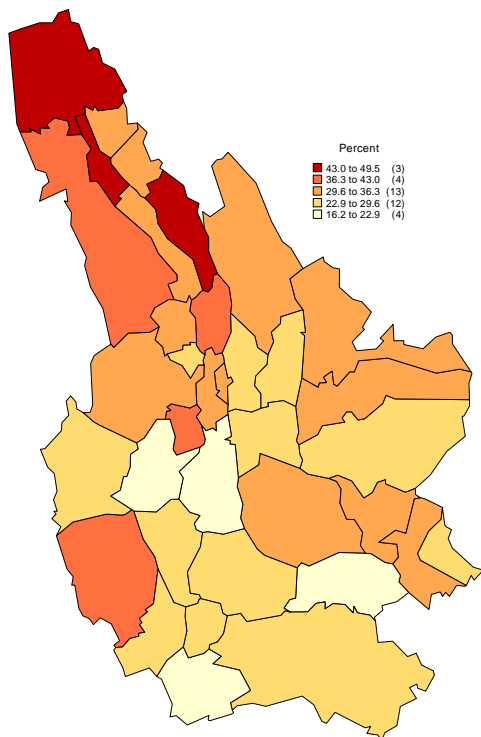 Percent
43.0 to 49.5 (3)
36.3 to 43.0 (4)
29.6 to 36.3 (13)
22.9 to 29.6 (12)
16.2 to 22.9 (4)